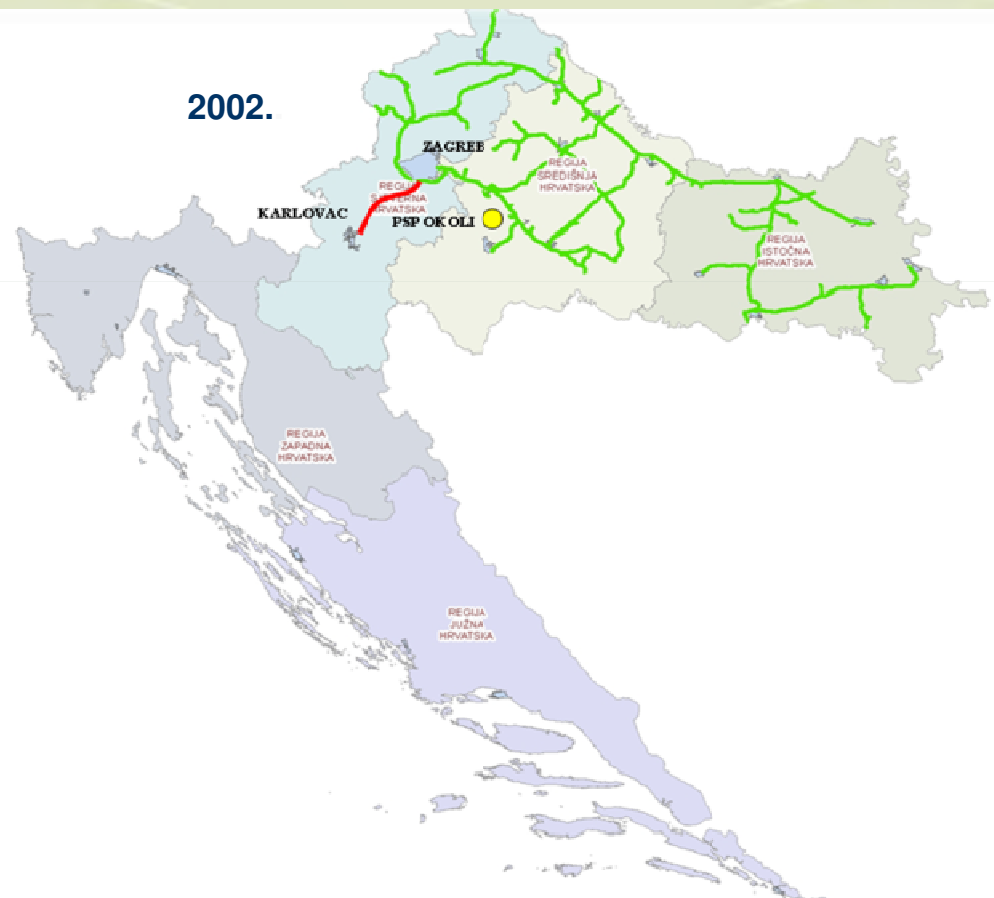 2002.
ZAGREB
REGIJA
SREDIŠNJA
HRVATSKA
REGIJA
SJEVERNA
HRVATSKA
KARLOVAC
PSP OKOLI
REGIJA
ISTOČNA
HRVATSKA
REGIJA
ZAPADNA
HRVATSKA
REGIJA
JUŽNA
HRVATSKA